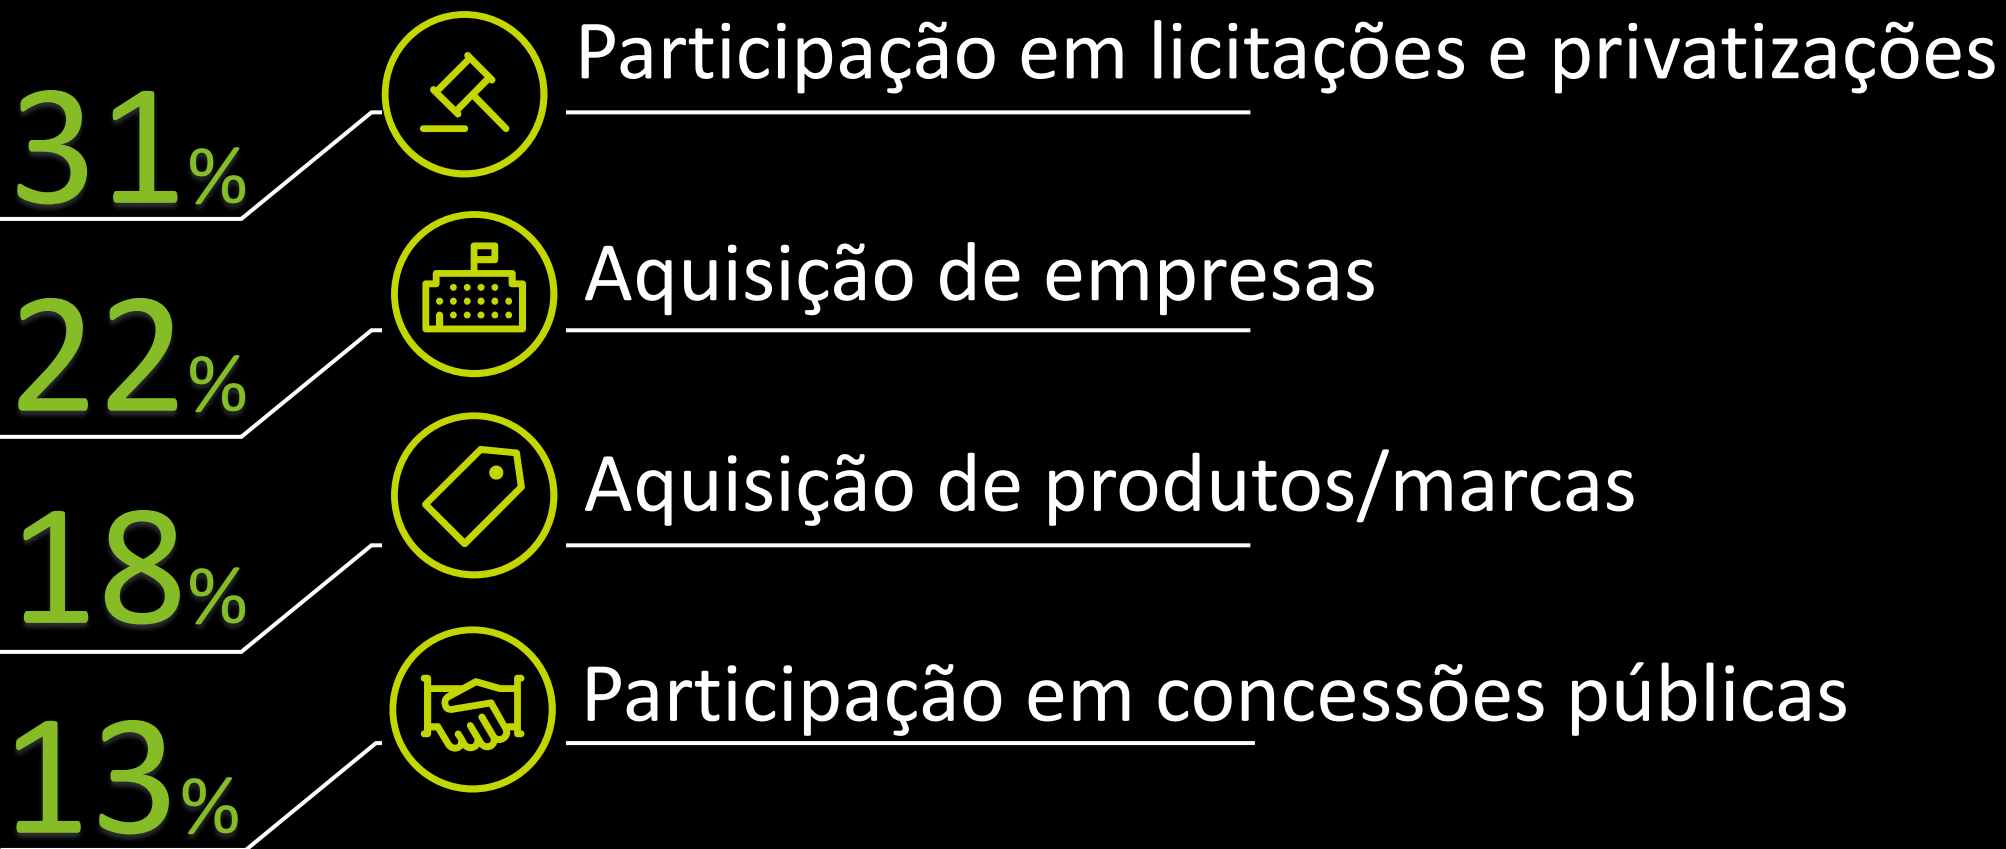 31% Participação em licitações e privatizações
22% Aquisição de empresas
18% Aquisição de produtos/marcas
13% Participação em concessões públicas